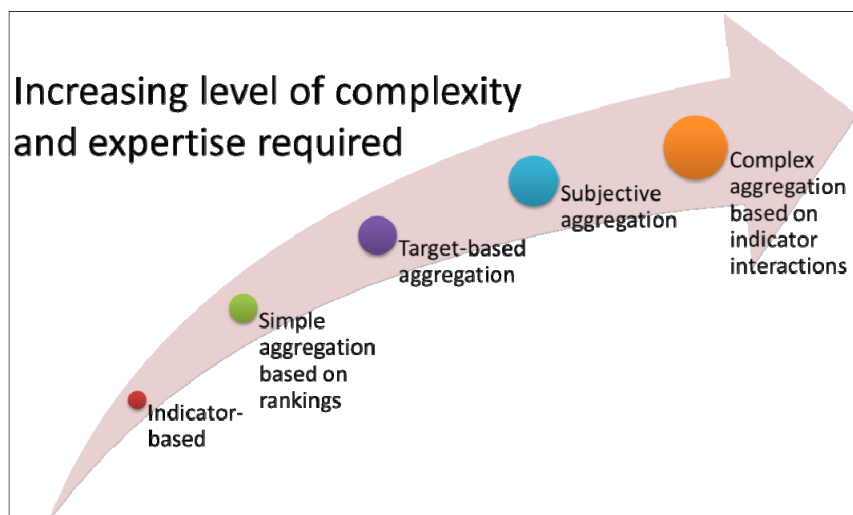 Increasing level of complexity
and expertise required
Complex
aggregation
based on
indicator
interactions
Subjective
aggregation
Target-based
aggregation
Simple
aggregation
based on
rankings
Indicator-
based